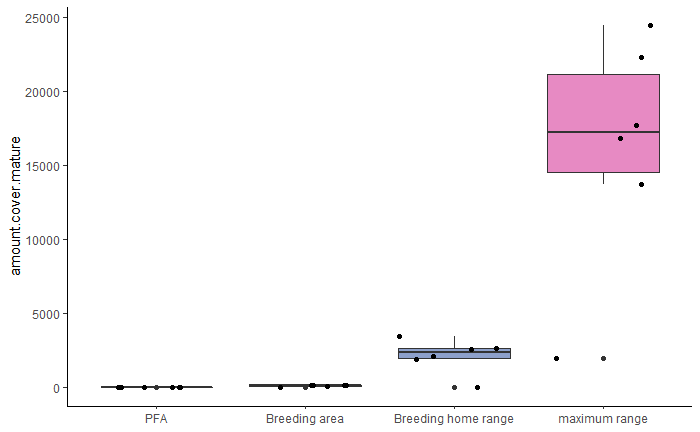 25000
20000
15000
10000
5000
0
amount.cover.mature
PFA
Breeding area
Breeding home range
maximum range